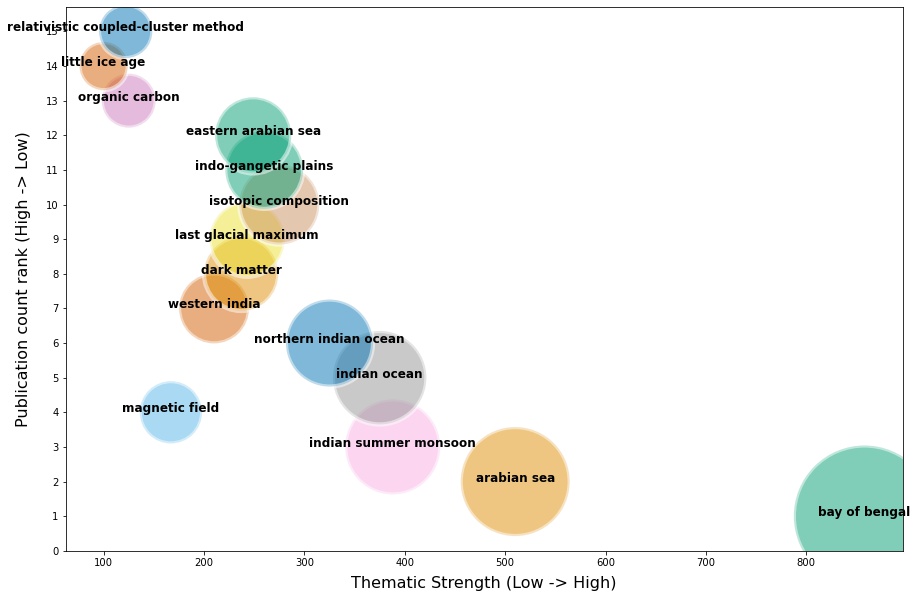 relativistic coupled-cluster method
15
little ice age
14
organic carbon
13
eastern arabian sea
12
indo-gangetic plains
11
isotopic composition
10
last glacial maximum
9
dark matter
8
western india
7
northern indian ocean
6
indian ocean
5
magnetic field
4
indian summer monsoon
3
arabian sea
2
bay of bengal
1
0
100 200 300 400 500 600 700 800
Publication count rank (High -> Low)
Thematic Strength (Low -> High)